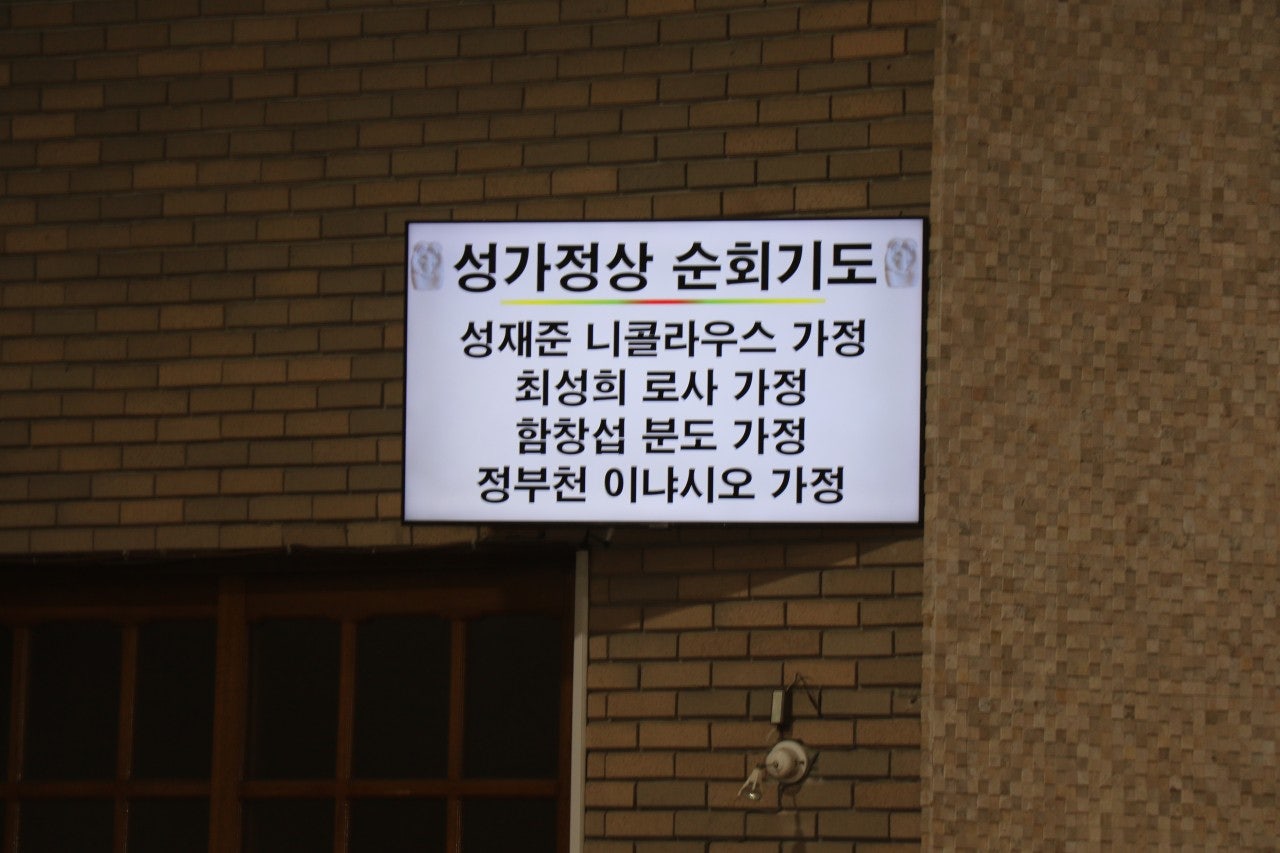 성가정상 순회기도
성재준 니콜라우스 가정
최성희 로사 가정
함창섭 분도 가정
정부천 이냐시오 가정